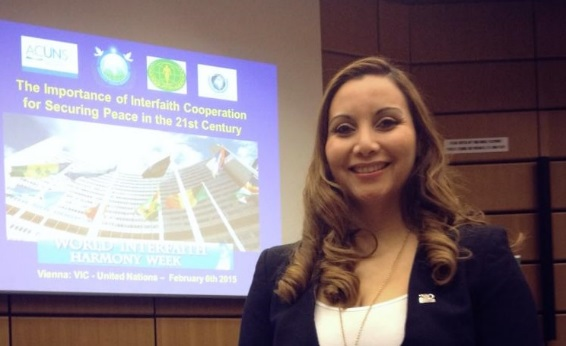 ACUNS
The Importance of Interfaith Cooperation
for Securing Peace in the 21st Century
WORLD INTERFAITH
HARMONY WEEK
Vienna: VIC - United Nations – February 6th 2015